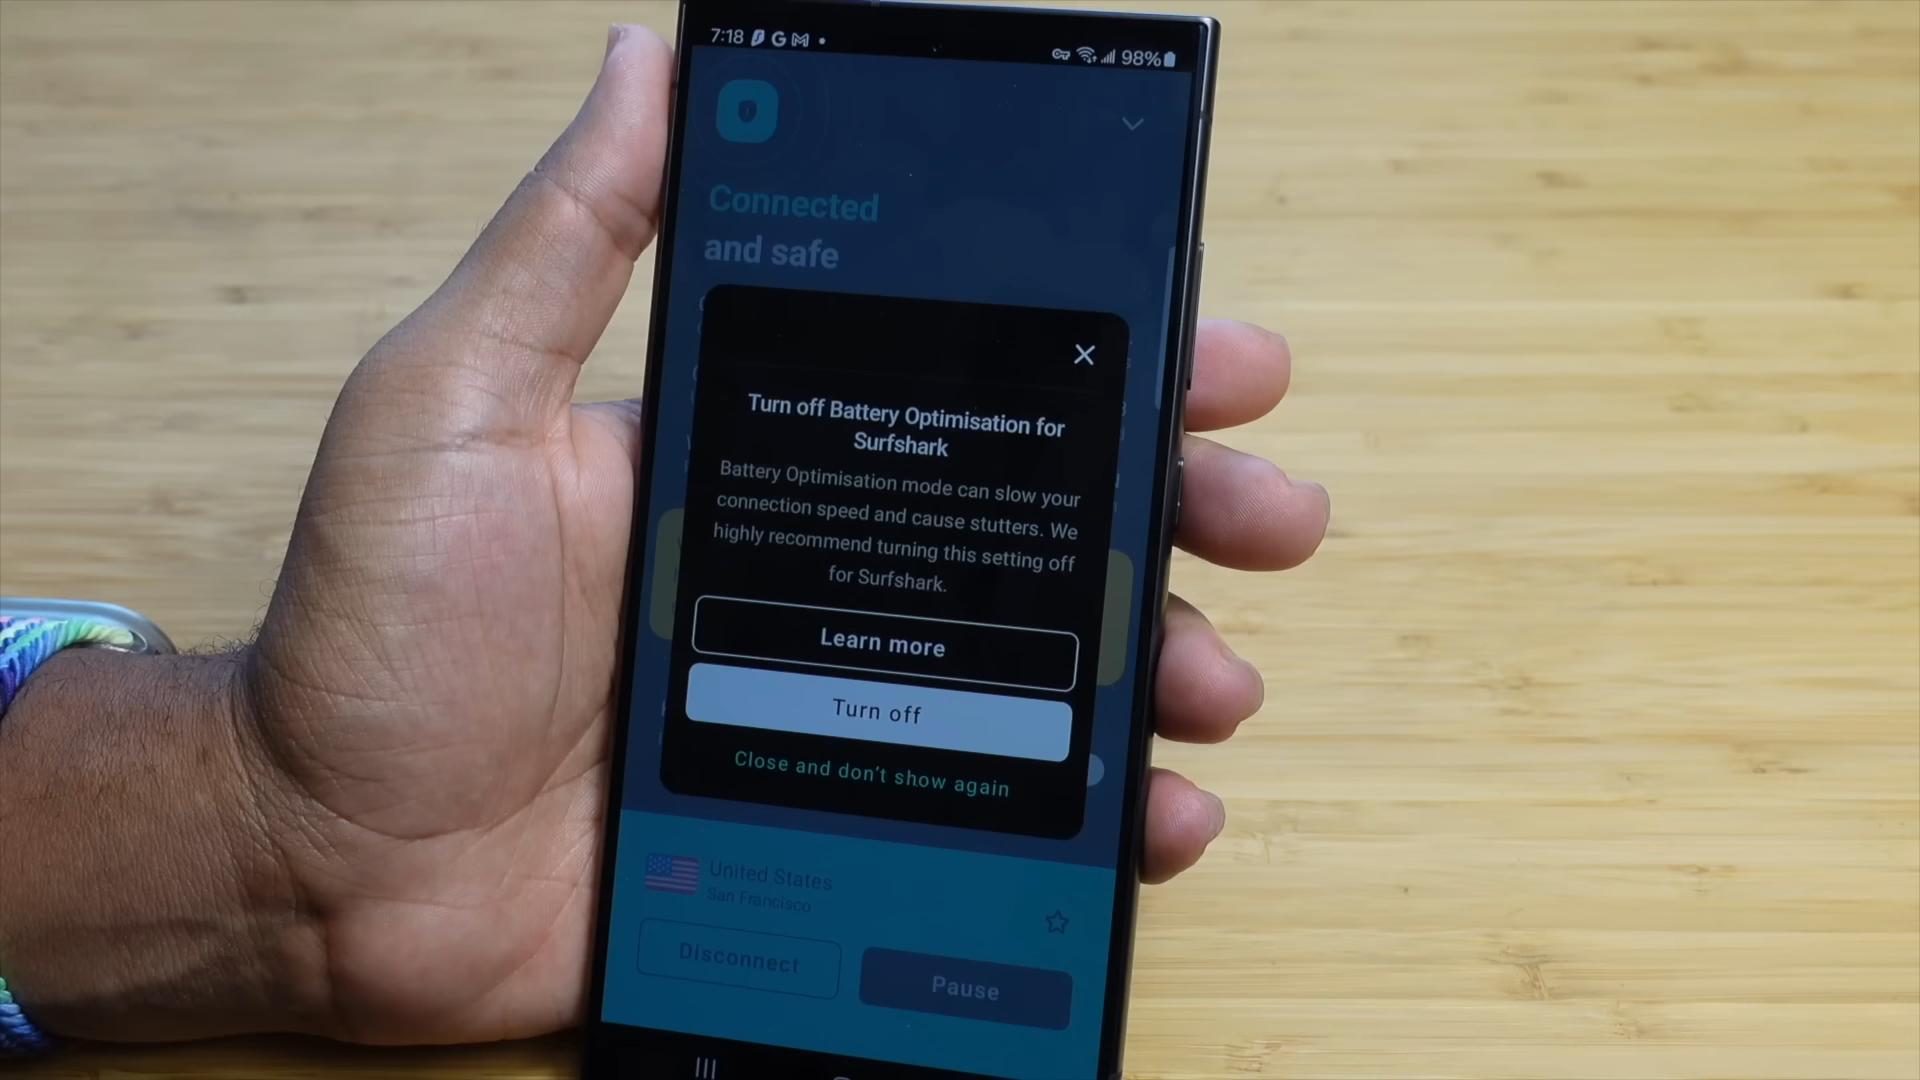 7:18
98%
Connected
and safe
Turn off Battery Optimisation for
Surfshark
Battery Optimisation mode can slow your
connection speed and cause stutters. We
highly recommend turning this setting off
for Surfshark.
Learn more
Turn off
Close and don't show again
United States
San Francisco
Disconnect
Pause